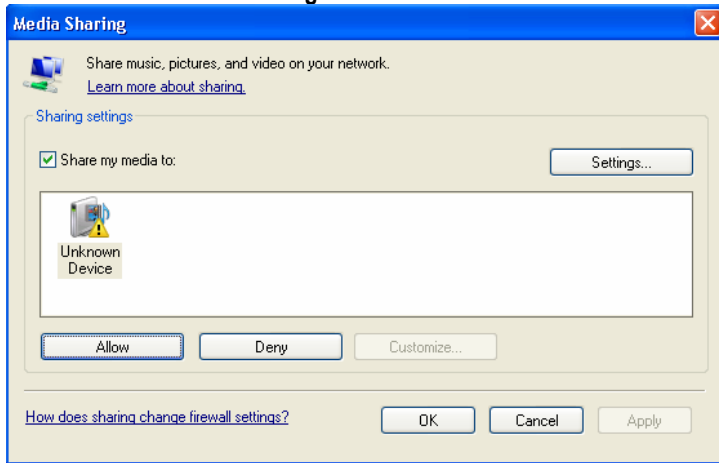 Media Sharing
Share music, pictures, and video on your network.
Learn more about sharing.
Sharing settings
Share my media to:
Settings...
Unknown
Device
Allow
Deny
Customize...
How does sharing change firewall settings?
OK
Cancel
Apply